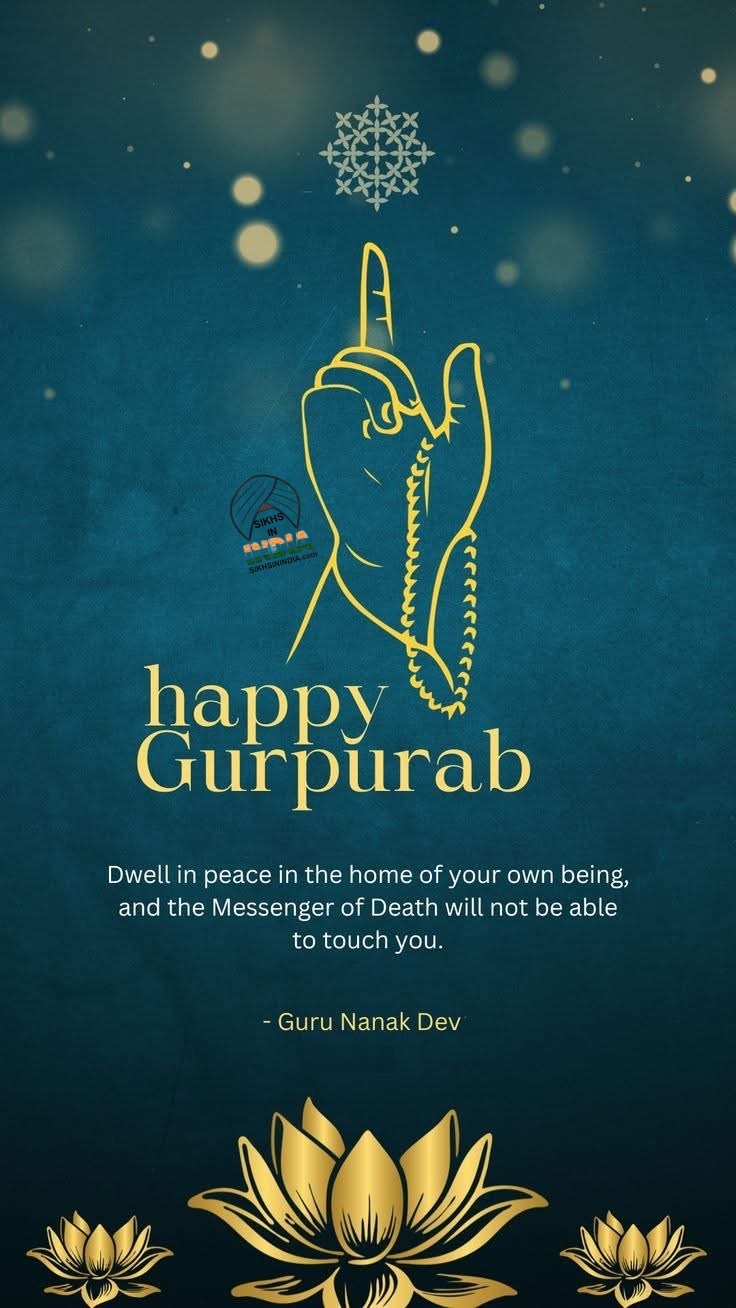 SIKHS
IN
INDIA
SIKHSININDIA.com
happy
Gurpurab
Dwell in peace in the home of your own being,
and the Messenger of Death will not be able
to touch you.
- Guru Nanak Dev